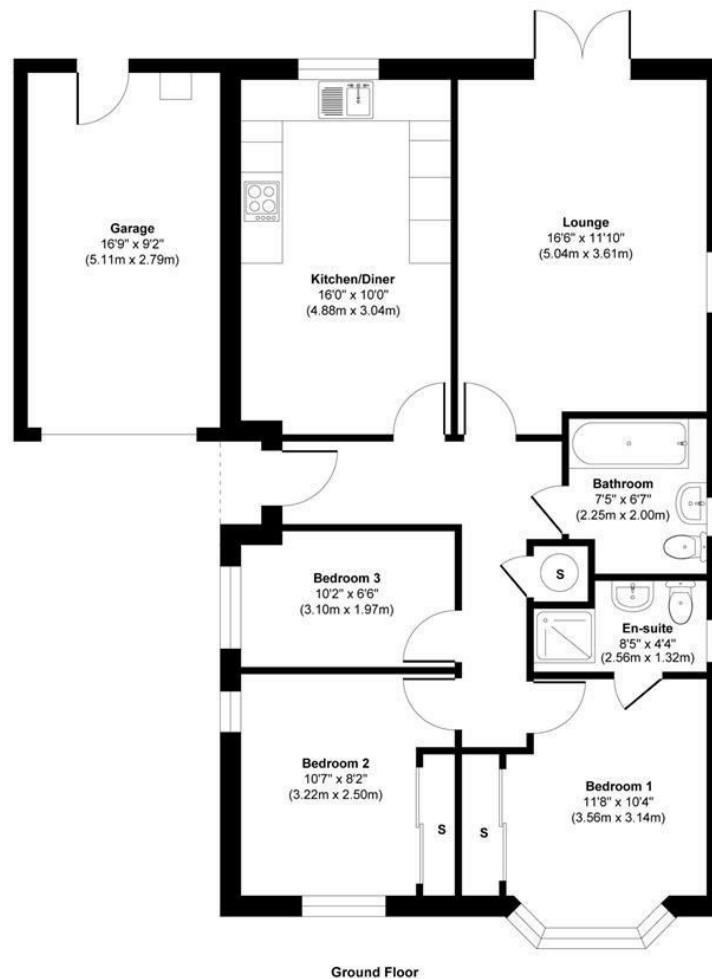 Garage
16'9" x 9'2"
(5.11m x 2.79m)
Kitchen/Diner
16'0" x 10'0"
(4.88m x 3.04m)
Lounge
16'6" x 11'10"
(5.04m x 3.61m)
Bathroom
7'5" x 6'7"
(2.25m x 2.00m)
S
Bedroom 3
10'2" x 6'6"
(3.10m x 1.97m)
En-suite
8'5" x 4'4"
(2.56m x 1.32m)
Bedroom 2
10'7" x 8'2"
(3.22m x 2.50m)
S
S
Bedroom 1
11'8" x 10'4"
(3.56m x 3.14m)
Ground Floor